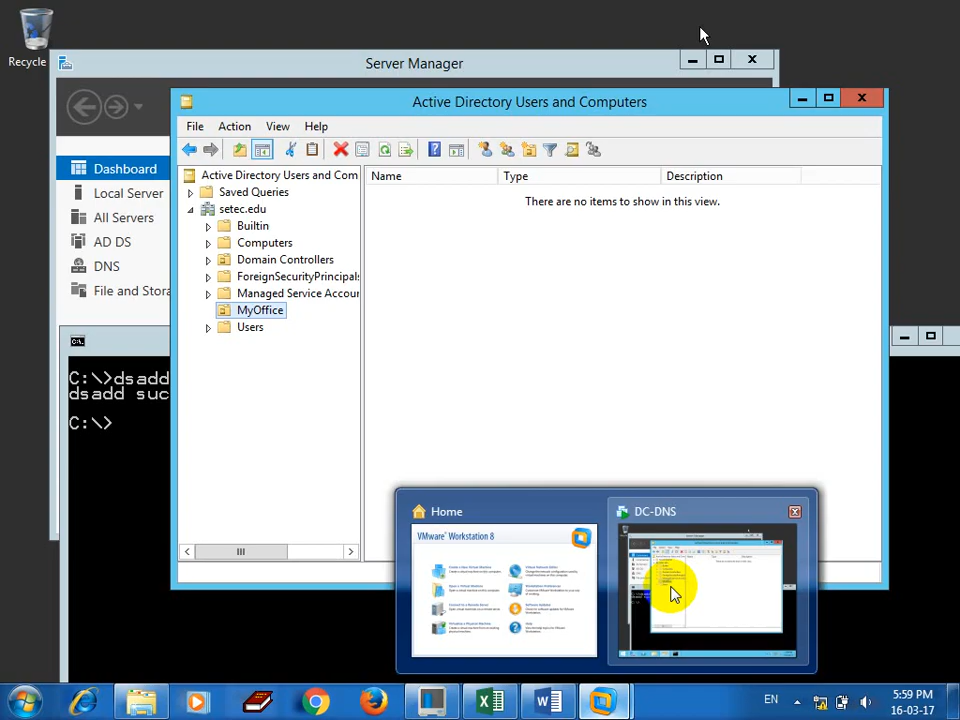 Recycle
Server Manager
Active Directory Users and Computers
File Action View Help
Dashboard
Local Server
All Servers
AD DS
DNS
File and Stora
Active Directory Users and Com
Saved Queries
setec.edu
Builtin
Computers
Domain Controllers
ForeignSecurityPrincipals
Managed Service Accour
MyOffice
Users
Name Type Description
There are no items to show in this view.
C:\>dsadd
dsadd suc
C:\>
Home
DC-DNS
VMware Workstation 8
EN
5:59 PM
16-03-17